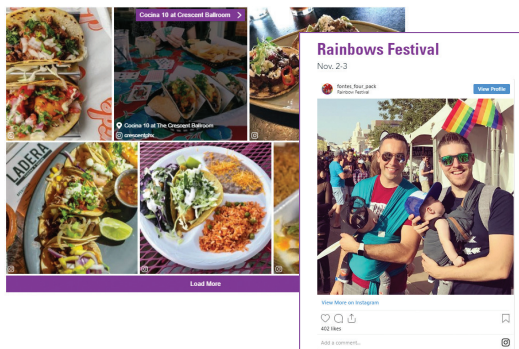 Cocina 10 at Crescent Ballroom
Cocina 10 at The Crescent Ballroom
crescentphx
LADERA
Load More
Rainbows Festival
Nov. 2-3
fontes_four_pack
Rainbow Festival
View Profile
View More on Instagram
402 likes
Add a comment...